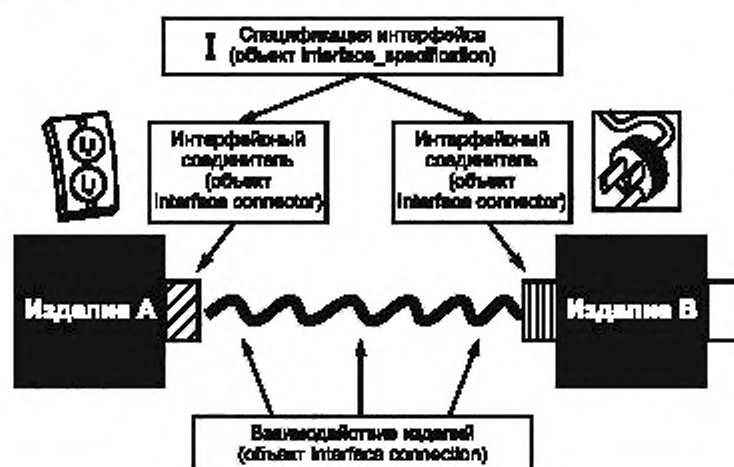 I Спецификация интерфейса
(объект interface_specification)
Интерфейсный
соединитель
(объект
interface connector)
Интерфейсный
соединитель
(объект
interface connector)
Изделие A
Изделие B
Взаимодействие изделий
(объект interface connection)